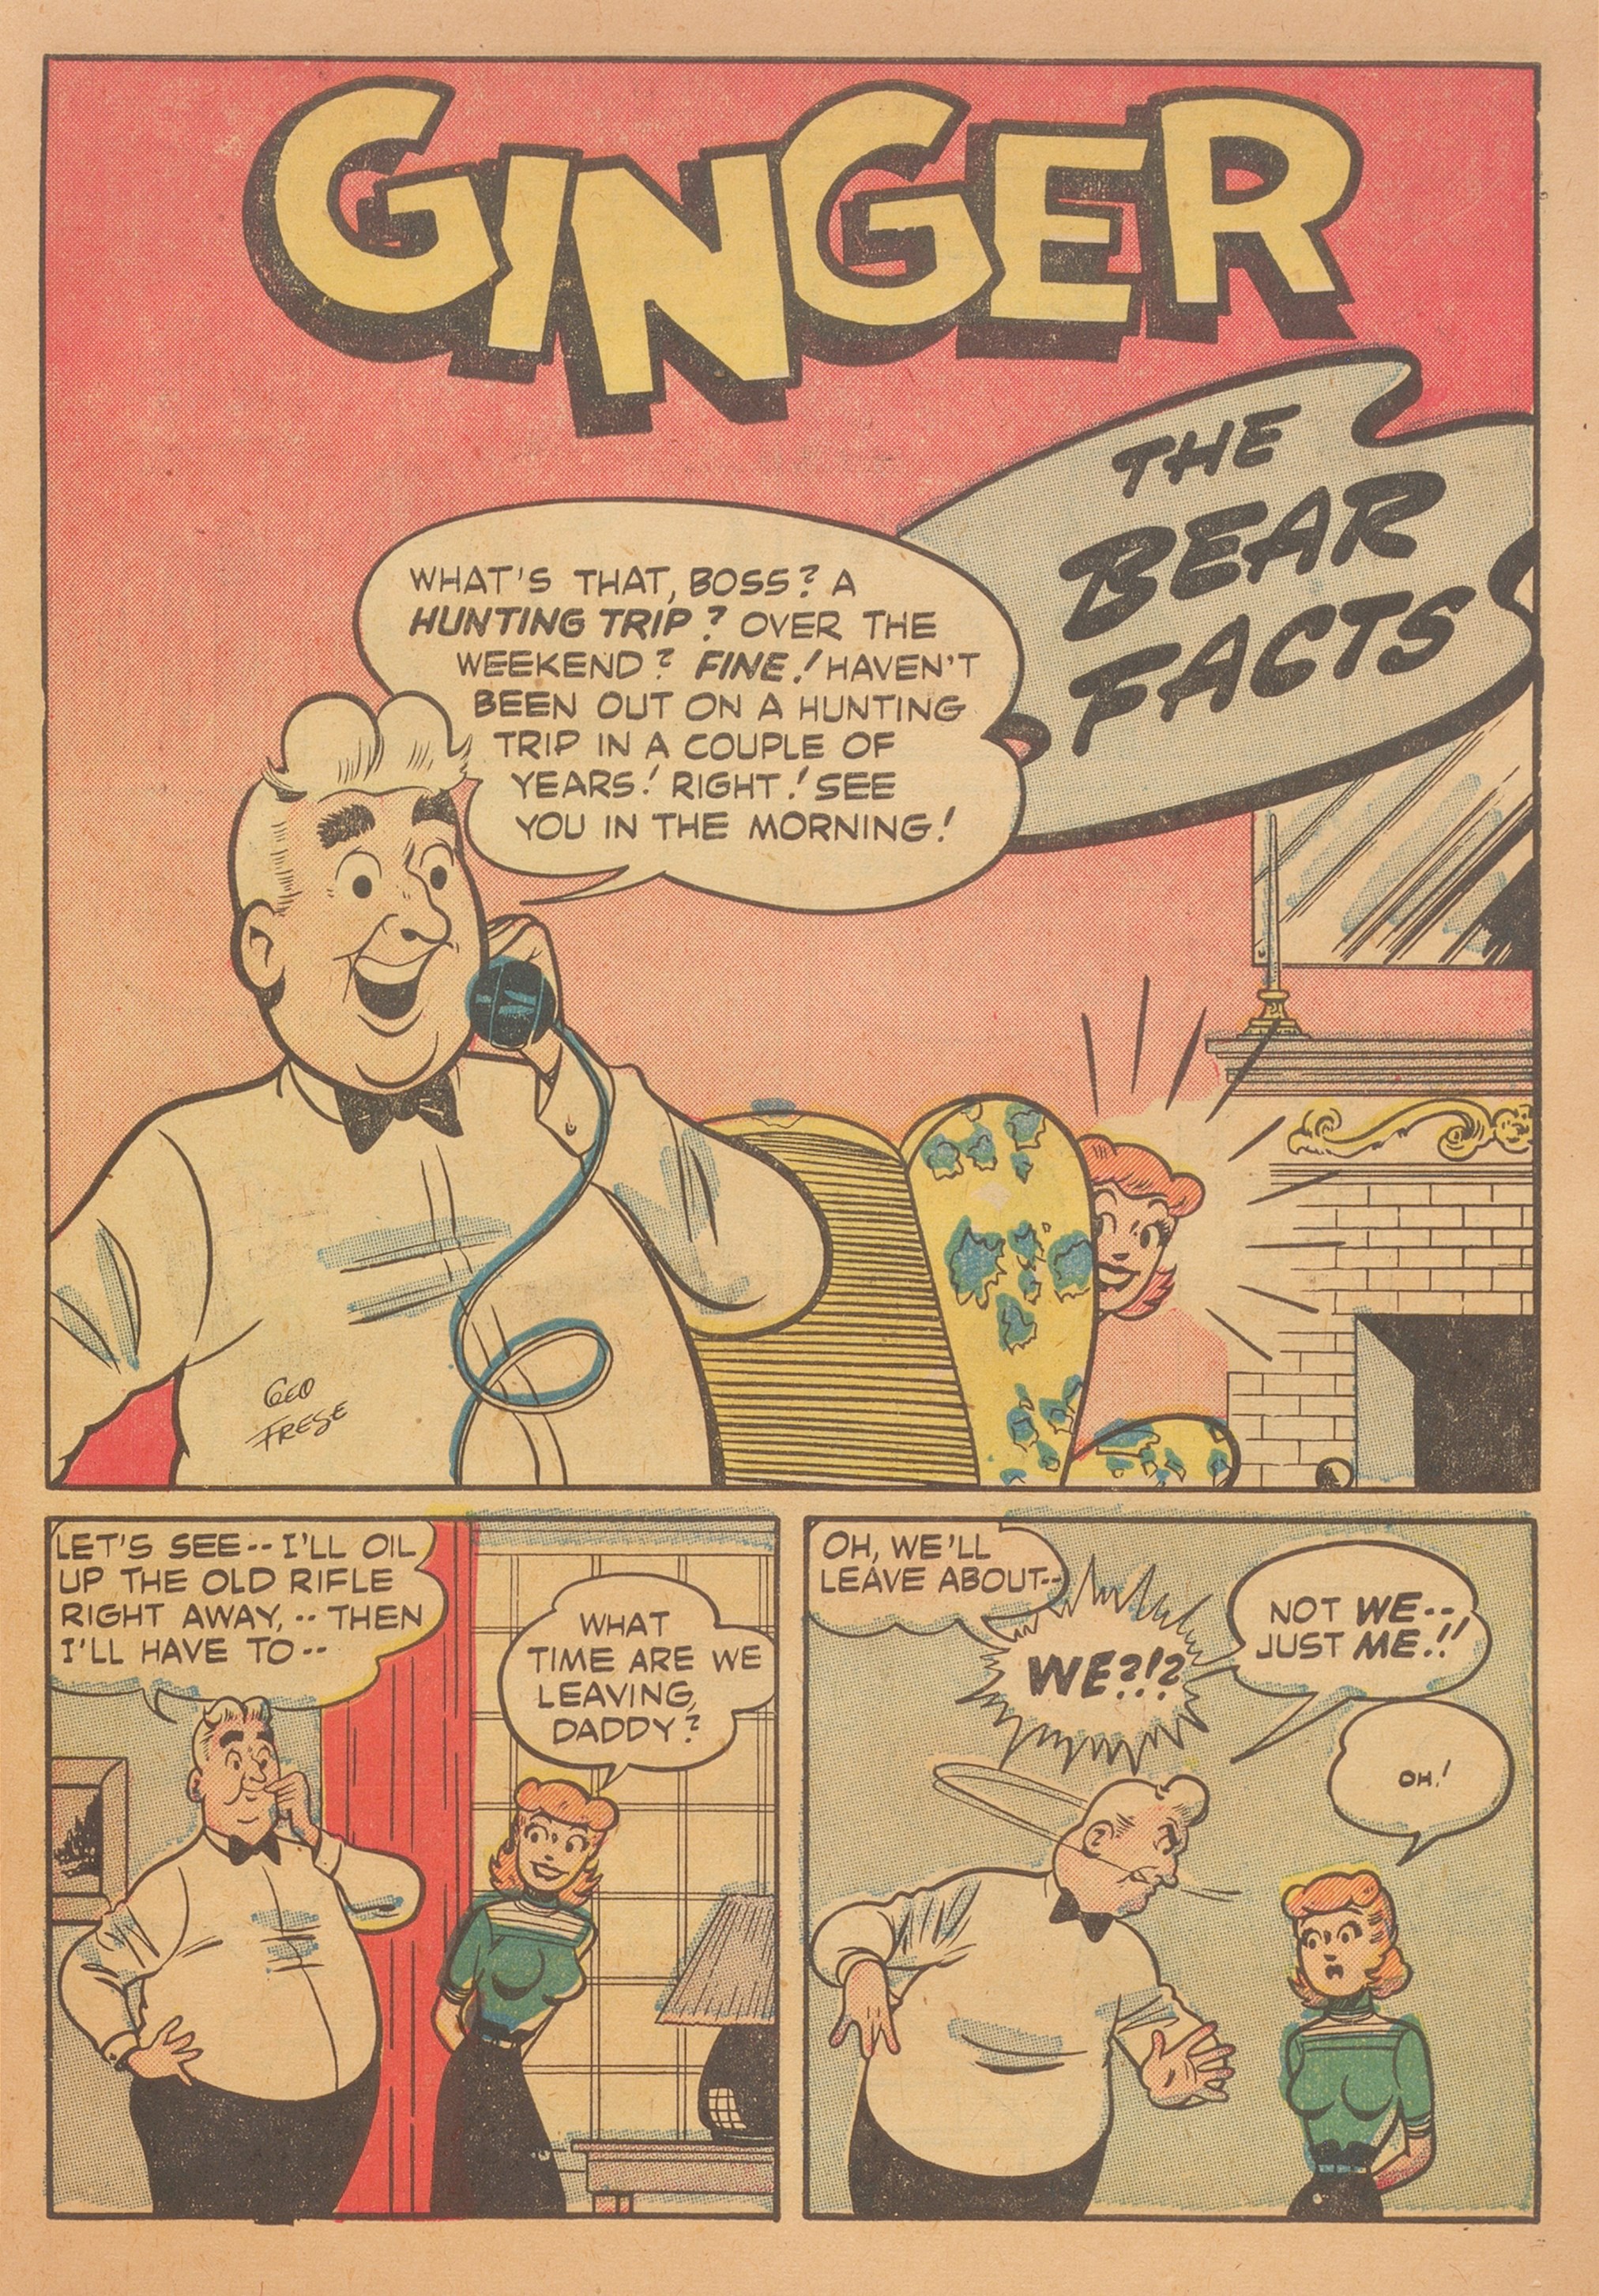 GINGER
THE
BEAR
FACTS
WHAT'S THAT, BOSS? A
HUNTING TRIP? OVER THE
WEEKEND? FINE! HAVEN'T
BEEN OUT ON A HUNTING
TRIP IN A COUPLE OF
YEARS! RIGHT! SEE
YOU IN THE MORNING!
GEO
FRESE
LET'S SEE-- I'LL OIL
UP THE OLD RIFLE
RIGHT AWAY, -- THEN
I'LL HAVE TO--
WHAT
TIME ARE WE
LEAVING,
DADDY?
OH, WE'LL
LEAVE ABOUT--
WE?!?
NOT WE--
JUST ME!!
OH!